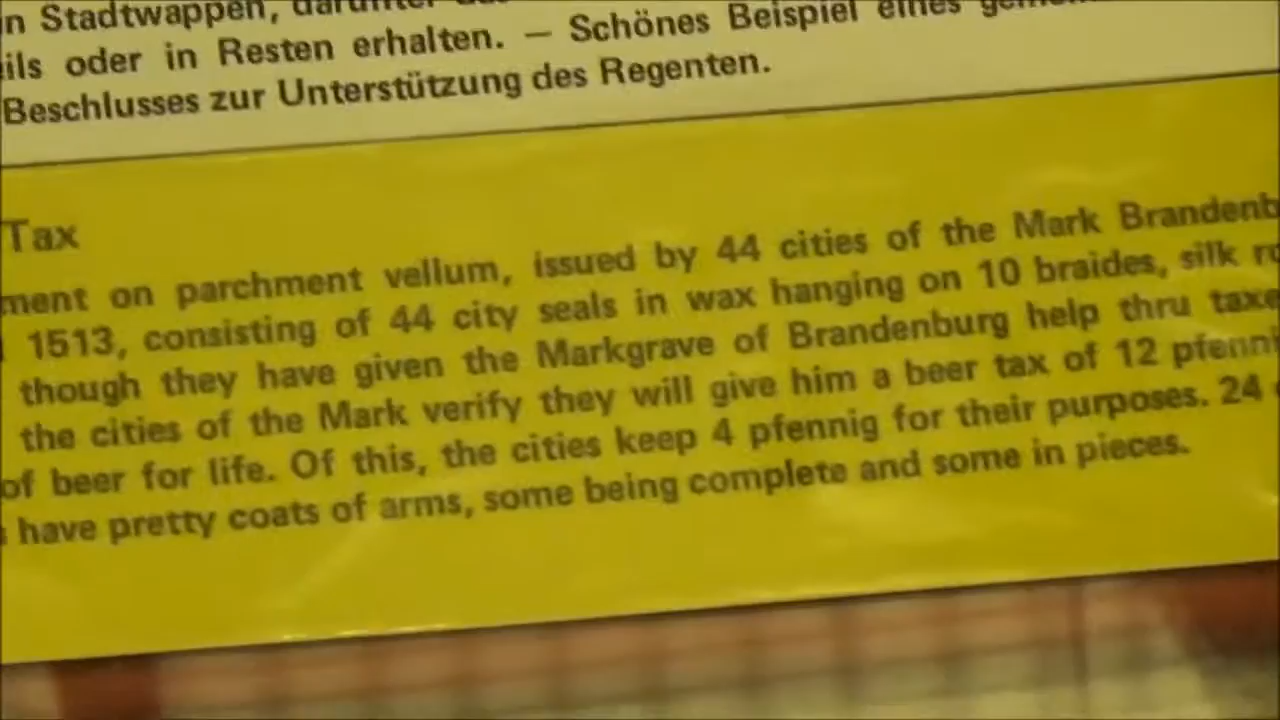 n Stadtwappen,
ils oder in Resten erhalten. — Schönes Beispiel eines
Beschlusses zur Unterstützung des Regenten.
Tax
ment on parchment vellum, issued by 44 cities of the Mark Brandenb
1513, consisting of 44 city seals in wax hanging on 10 braides, silk
though they have given the Markgrave of Brandenburg help thru taxe
the cities of the Mark verify they will give him a beer tax of 12 pfenni
of beer for life. Of this, the cities keep 4 pfennig for their purposes. 24
have pretty coats of arms, some being complete and some in pieces.